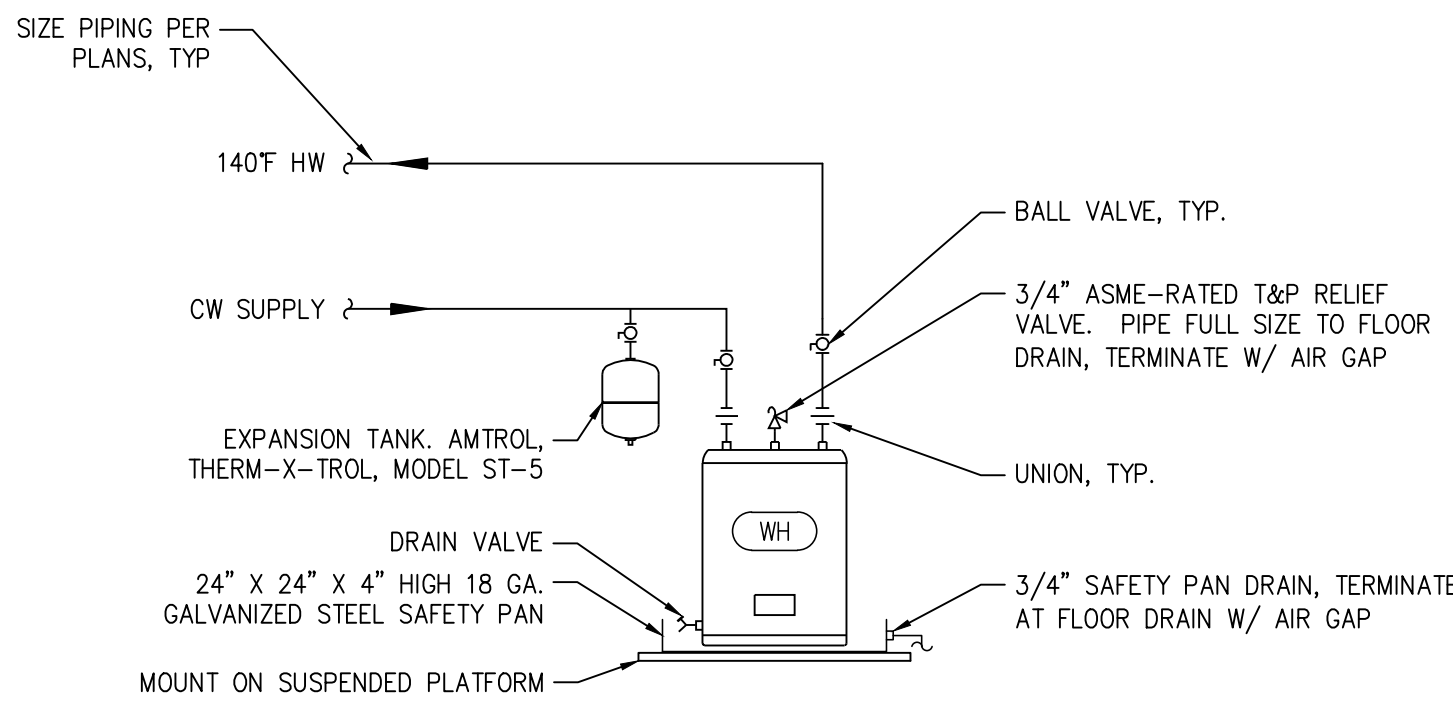 SIZE PIPING PER
PLANS, TYP
140°F HW
BALL VALVE, TYP.
CW SUPPLY
3/4" ASME-RATED T&P RELIEF
VALVE. PIPE FULL SIZE TO FLOOR
DRAIN, TERMINATE W/ AIR GAP
EXPANSION TANK. AMTROL,
THERM-X-TROL, MODEL ST-5
UNION, TYP.
WH
DRAIN VALVE
24" X 24" X 4" HIGH 18 GA.
GALVANIZED STEEL SAFETY PAN
3/4" SAFETY PAN DRAIN, TERMINATE
AT FLOOR DRAIN W/ AIR GAP
MOUNT ON SUSPENDED PLATFORM